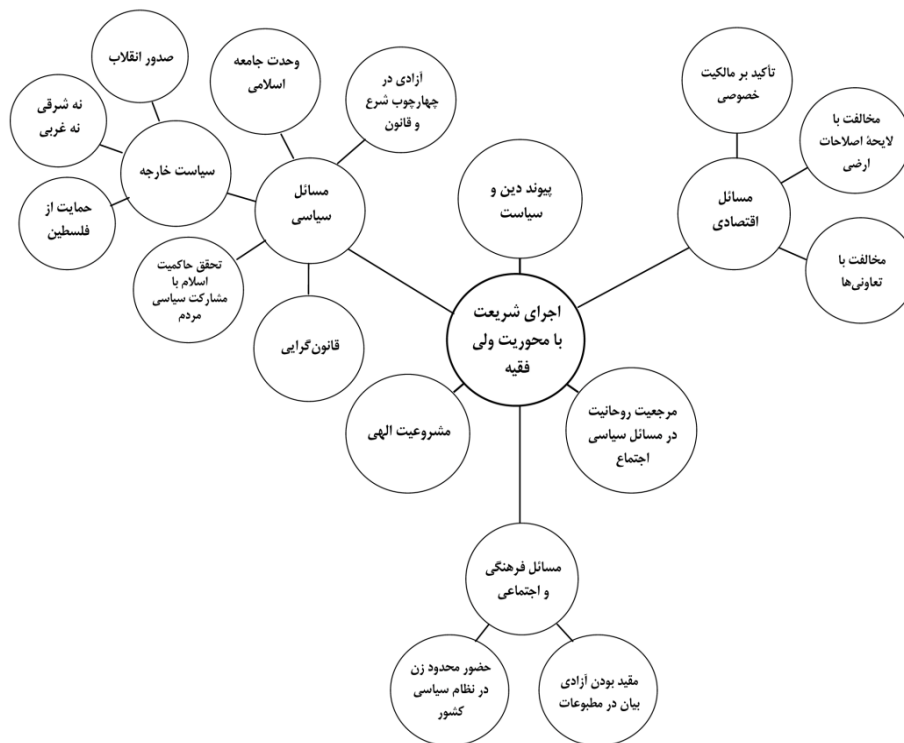 صدور انقلاب
وحدت جامعه
اسلامی
آزادی در
چهارچوب شرع
و قانون
نه شرقی
نه غربی
سیاست خارجه
حمایت از
فلسطین
مسائل
سیاسی
تحقق حاکمیت
اسلام با
مشارکت سیاسی
مردم
قانون‌گرایی
تأکید بر مالکیت
خصوصی
مخالفت با
لایحهٔ اصلاحات
ارضی
مسائل
اقتصادی
مخالفت با
تعاونی‌ها
پیوند دین و
سیاست
اجرای شریعت
با محوریت ولی
فقیه
مشروعیت الهی
مرجعیت روحانیت
در مسائل سیاسی
اجتماع
مسائل فرهنگی
و اجتماعی
حضور محدود زن
در نظام سیاسی
کشور
مقید بودن آزادی
بیان در مطبوعات